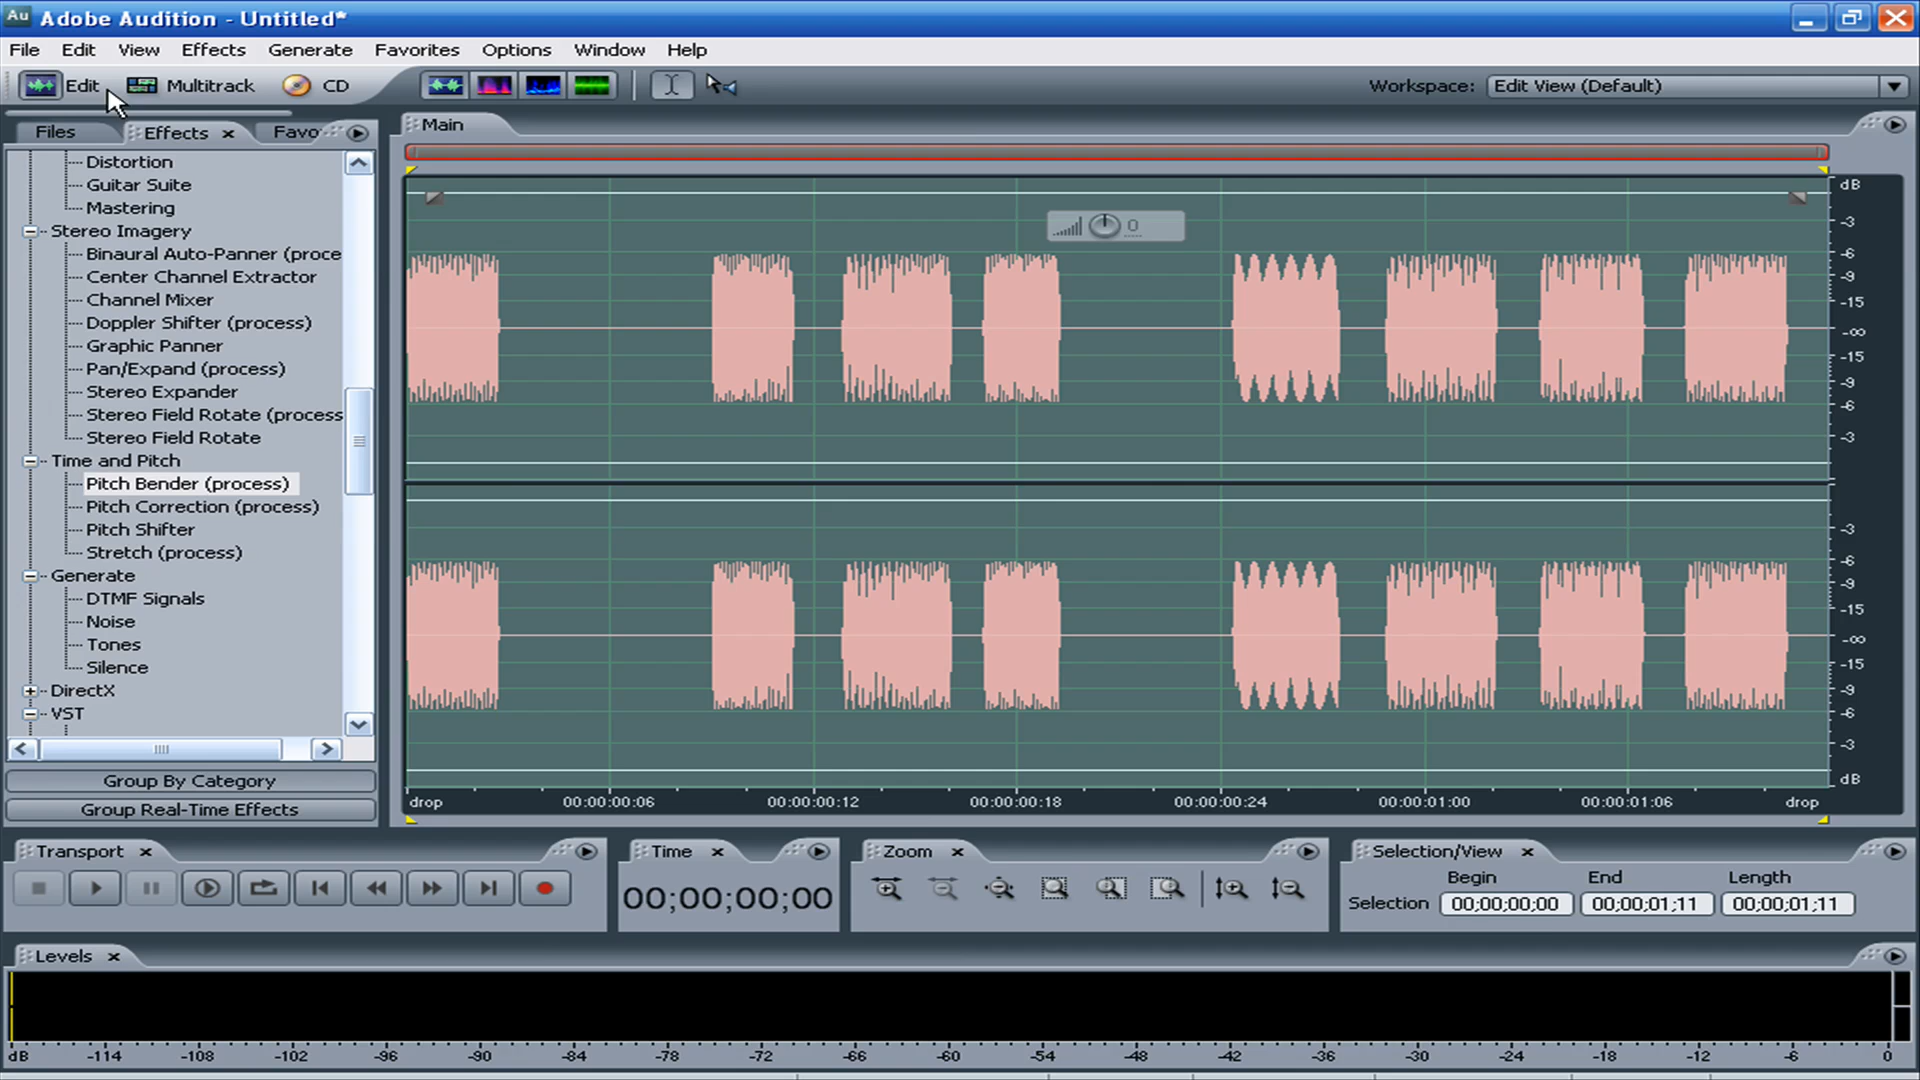 Au Adobe Audition - Untitled*
File Edit View Effects Generate Favorites Options Window Help
Edit Multitrack CD Workspace: Edit View (Default)
Files Effects Favo
Distortion
Guitar Suite
Mastering
Stereo Imagery
Binaural Auto-Panner (proce
Center Channel Extractor
Channel Mixer
Doppler Shifter (process)
Graphic Panner
Pan/Expand (process)
Stereo Expander
Stereo Field Rotate (process
Stereo Field Rotate
Time and Pitch
Pitch Bender (process)
Pitch Correction (process)
Pitch Shifter
Stretch (process)
Generate
DTMF Signals
Noise
Tones
Silence
DirectX
VST
Group By Category
Group Real-Time Effects
Main
0
dB
-3
-6
-9
-15
-∞
-15
-9
-6
-3
-3
-6
-9
-15
-∞
-15
-9
-6
-3
dB
drop 00:00:00:06 00:00:00:12 00:00:00:18 00:00:00:24 00:00:01:00 00:00:01:06 drop
Transport
Time
00;00;00;00
Zoom
Selection/View
Begin End Length
Selection 00;00;00;00 00;00;01;11 00;00;01;11
Levels
dB -114 -108 -102 -96 -90 -84 -78 -72 -66 -60 -54 -48 -42 -36 -30 -24 -18 -12 -6 0